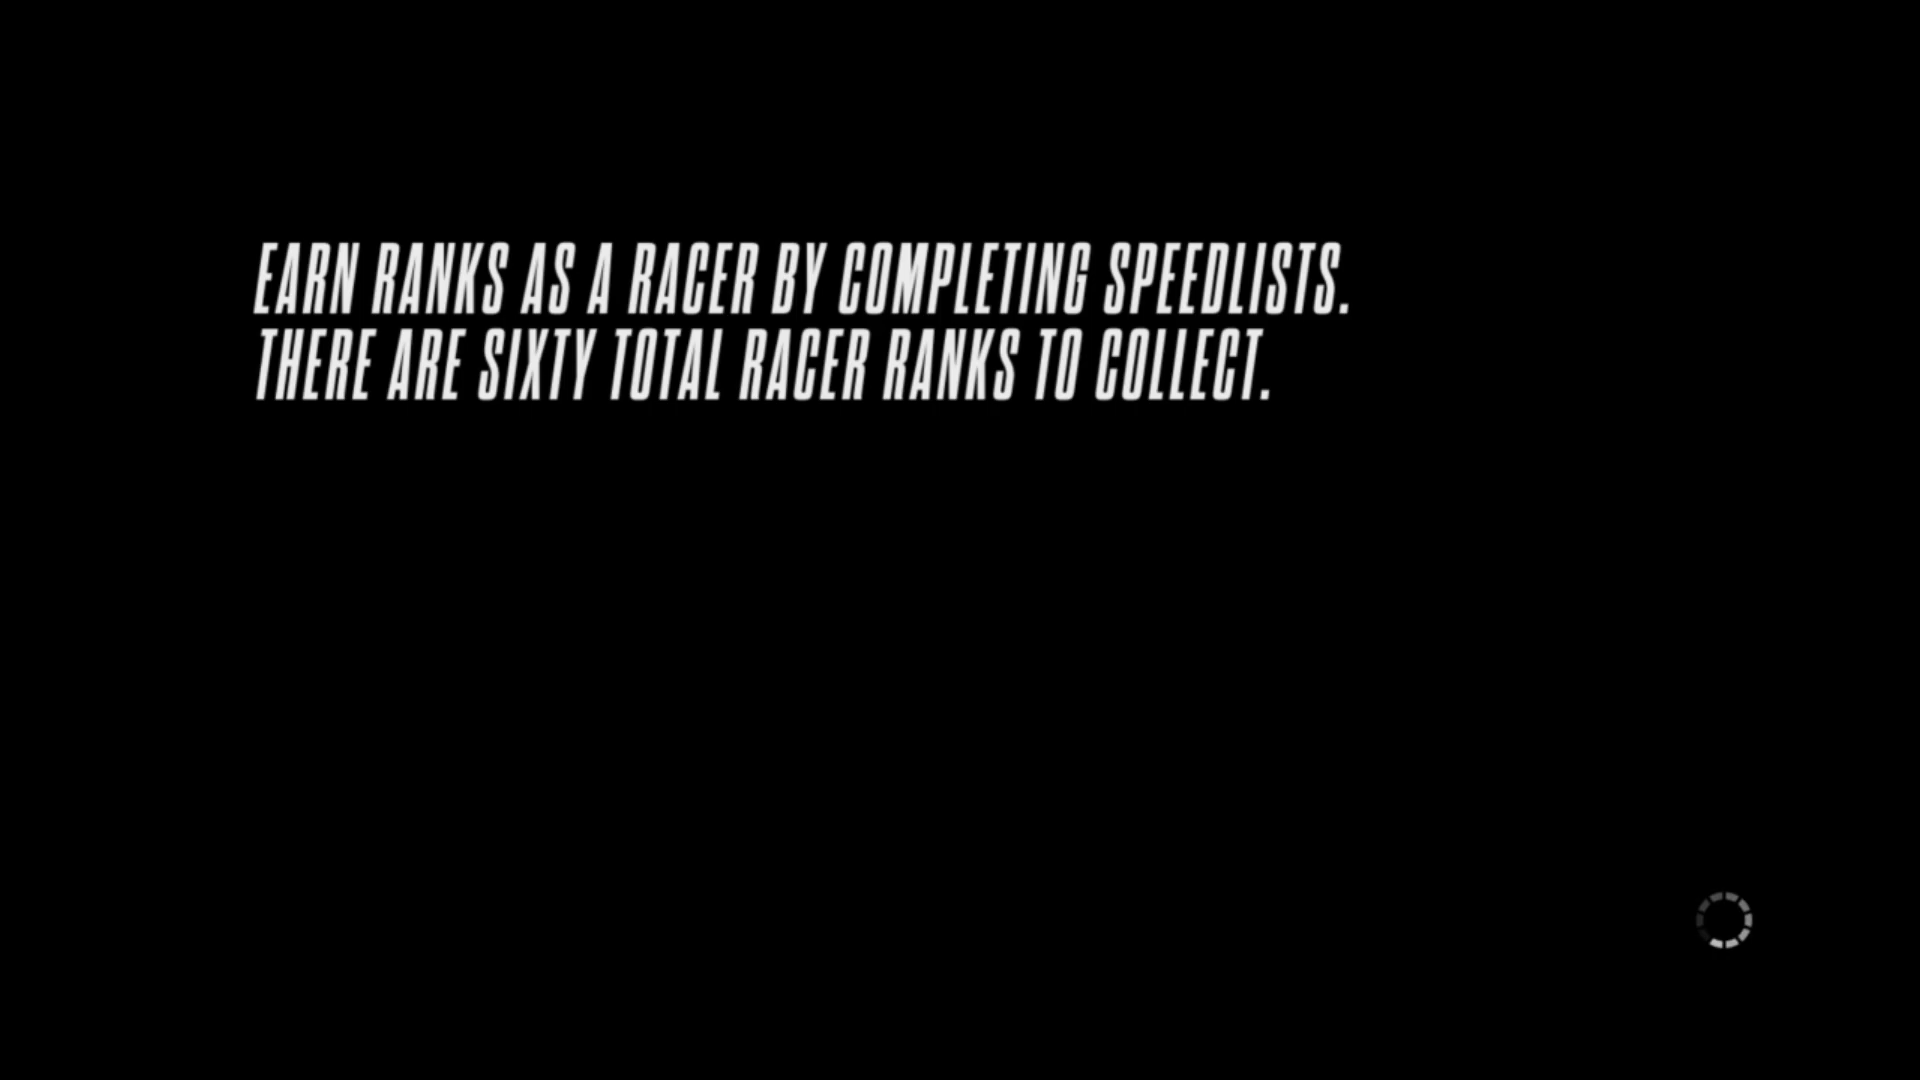 EARN RANKS AS A RACER BY COMPLETING SPEEDLISTS.
THERE ARE SIXTY TOTAL RACER RANKS TO COLLECT.